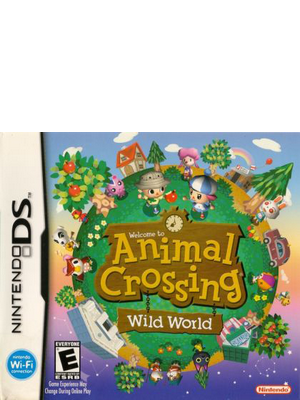 NINTENDO DS™
Welcome to
Animal
Crossing
Wild World
Nintendo
nintendo
Wi-Fi
connection
EVERYONE
E
ESRB
Game Experience May
Change During Online Play